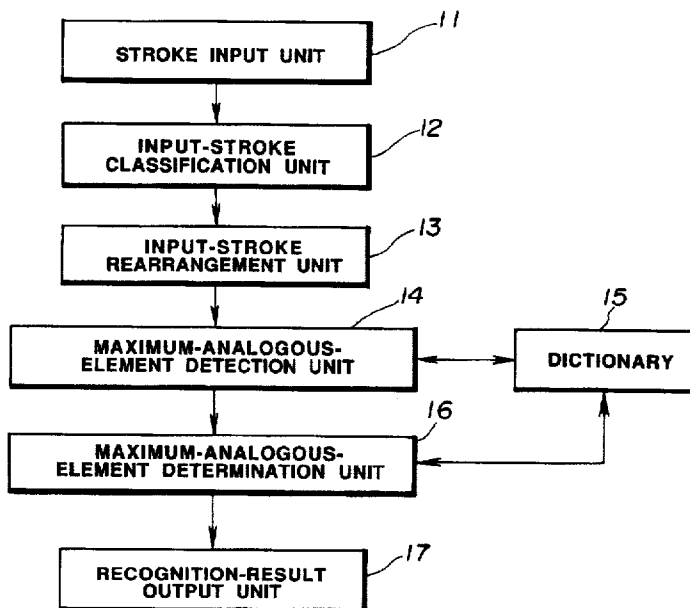 11
STROKE INPUT UNIT
12
INPUT-STROKE
CLASSIFICATION UNIT
13
INPUT-STROKE
REARRANGEMENT UNIT
14
MAXIMUM-ANALOGOUS-
ELEMENT DETECTION UNIT
15
DICTIONARY
16
MAXIMUM-ANALOGOUS-
ELEMENT DETERMINATION UNIT
17
RECOGNITION-RESULT
OUTPUT UNIT